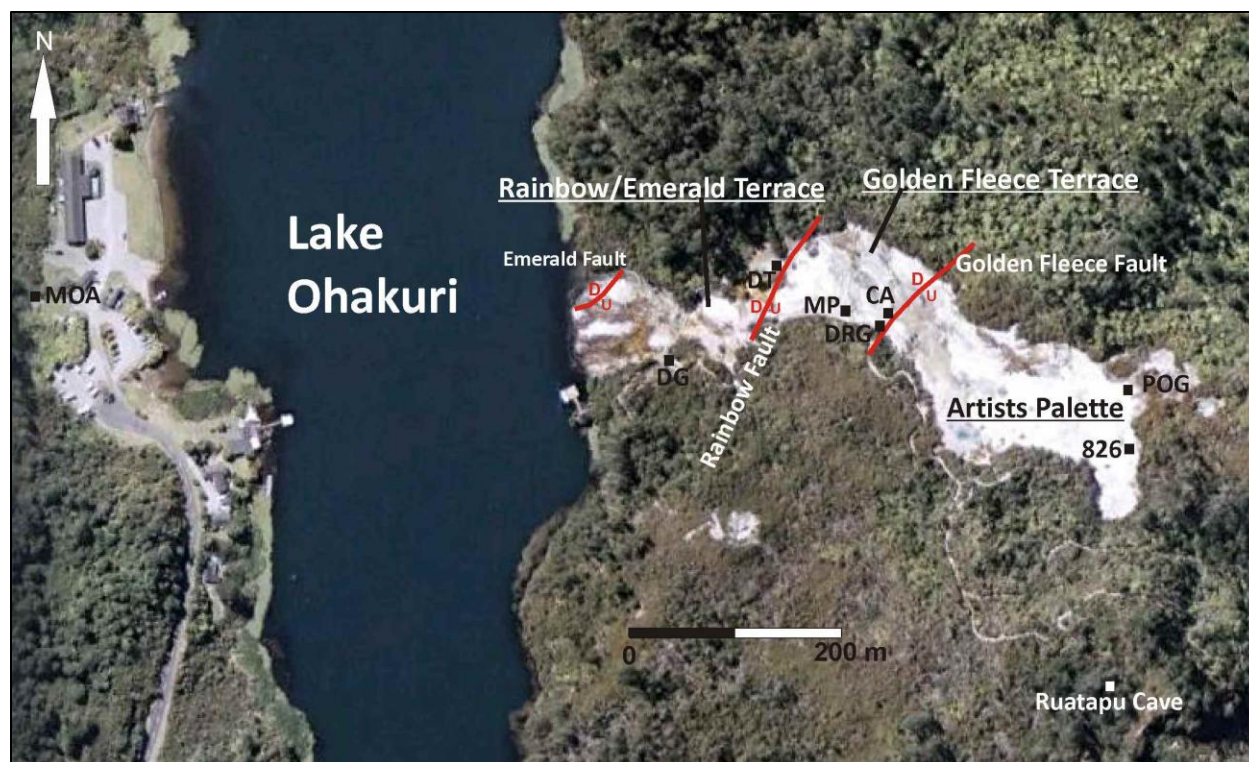 N
Rainbow/Emerald Terrace
Golden Fleece Terrace
Lake
Ohakuri
Emerald Fault
D
U
DT
D
U
Golden Fleece Fault
D
U
MOA
MP
CA
DRG
DG
Rainbow Fault
POG
Artists Palette
826
0
200 m
Ruatapu Cave